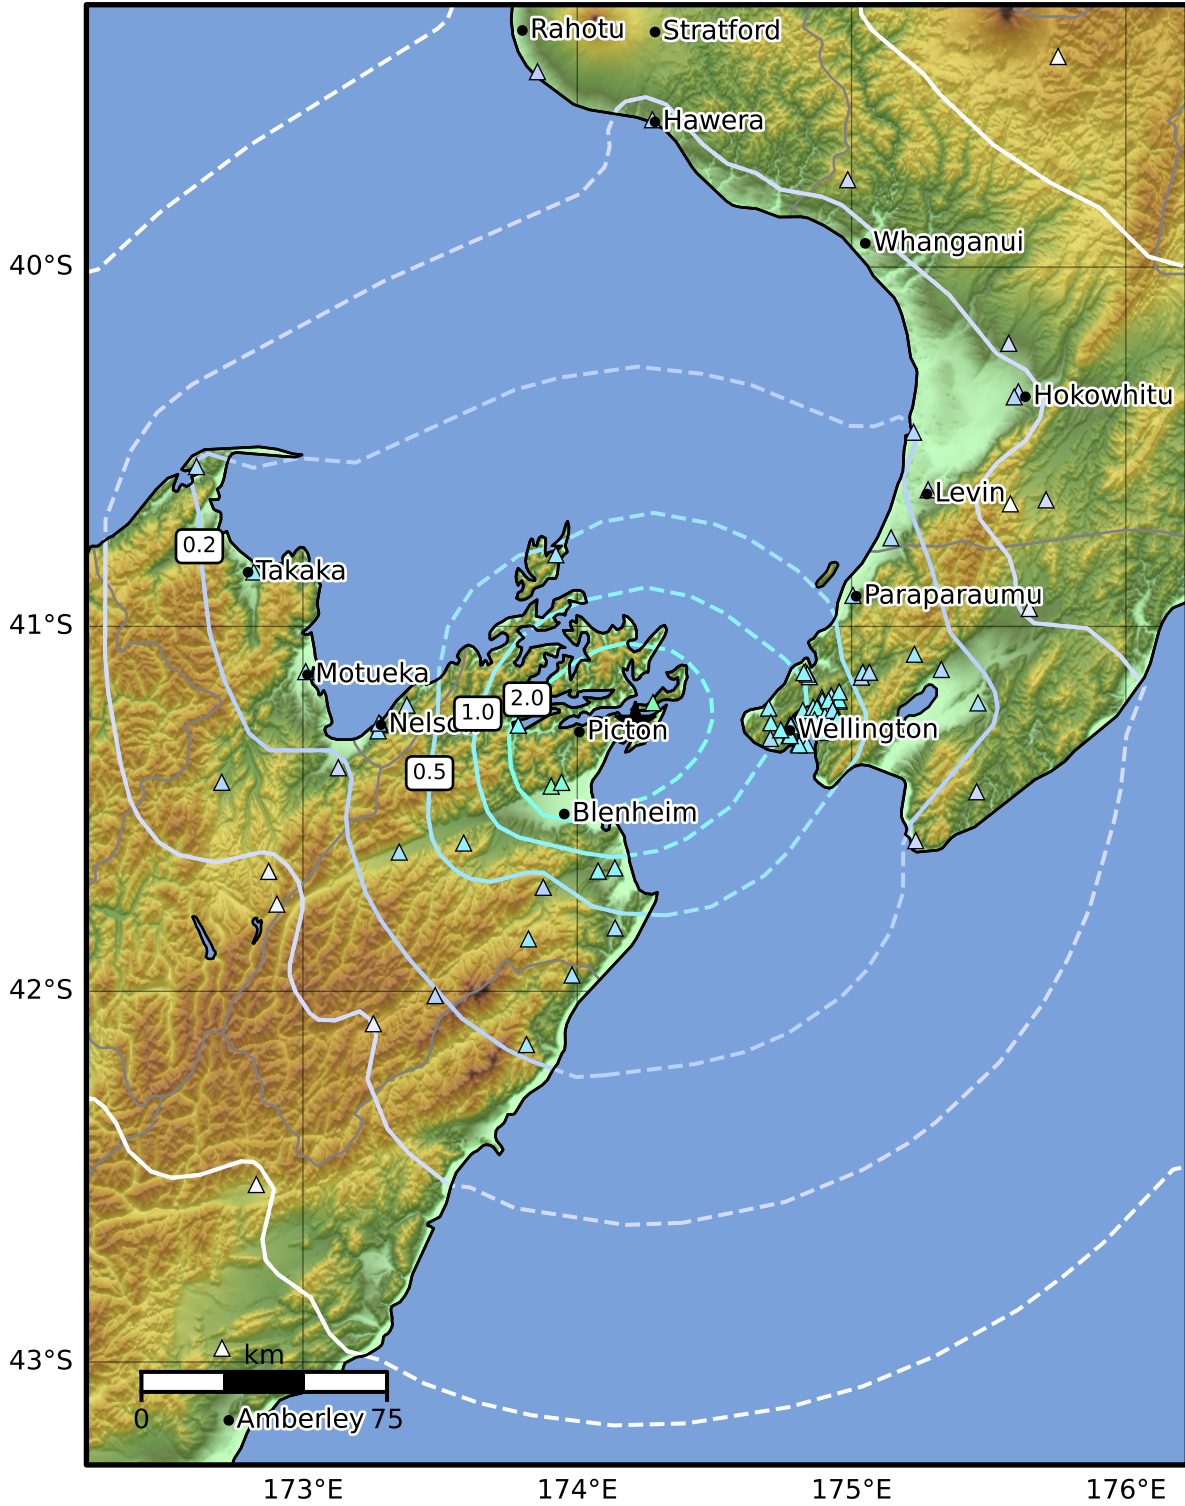 Rahotu
Stratford
Hawera
Whanganui
40°S
Hokowhitu
Levin
0.2
Takaka
Paraparaumu
41°S
Motueka
2.0
1.0
Nelson
Picton
Wellington
0.5
Blenheim
42°S
43°S
km
0
75
Amberley
173°E
174°E
175°E
176°E